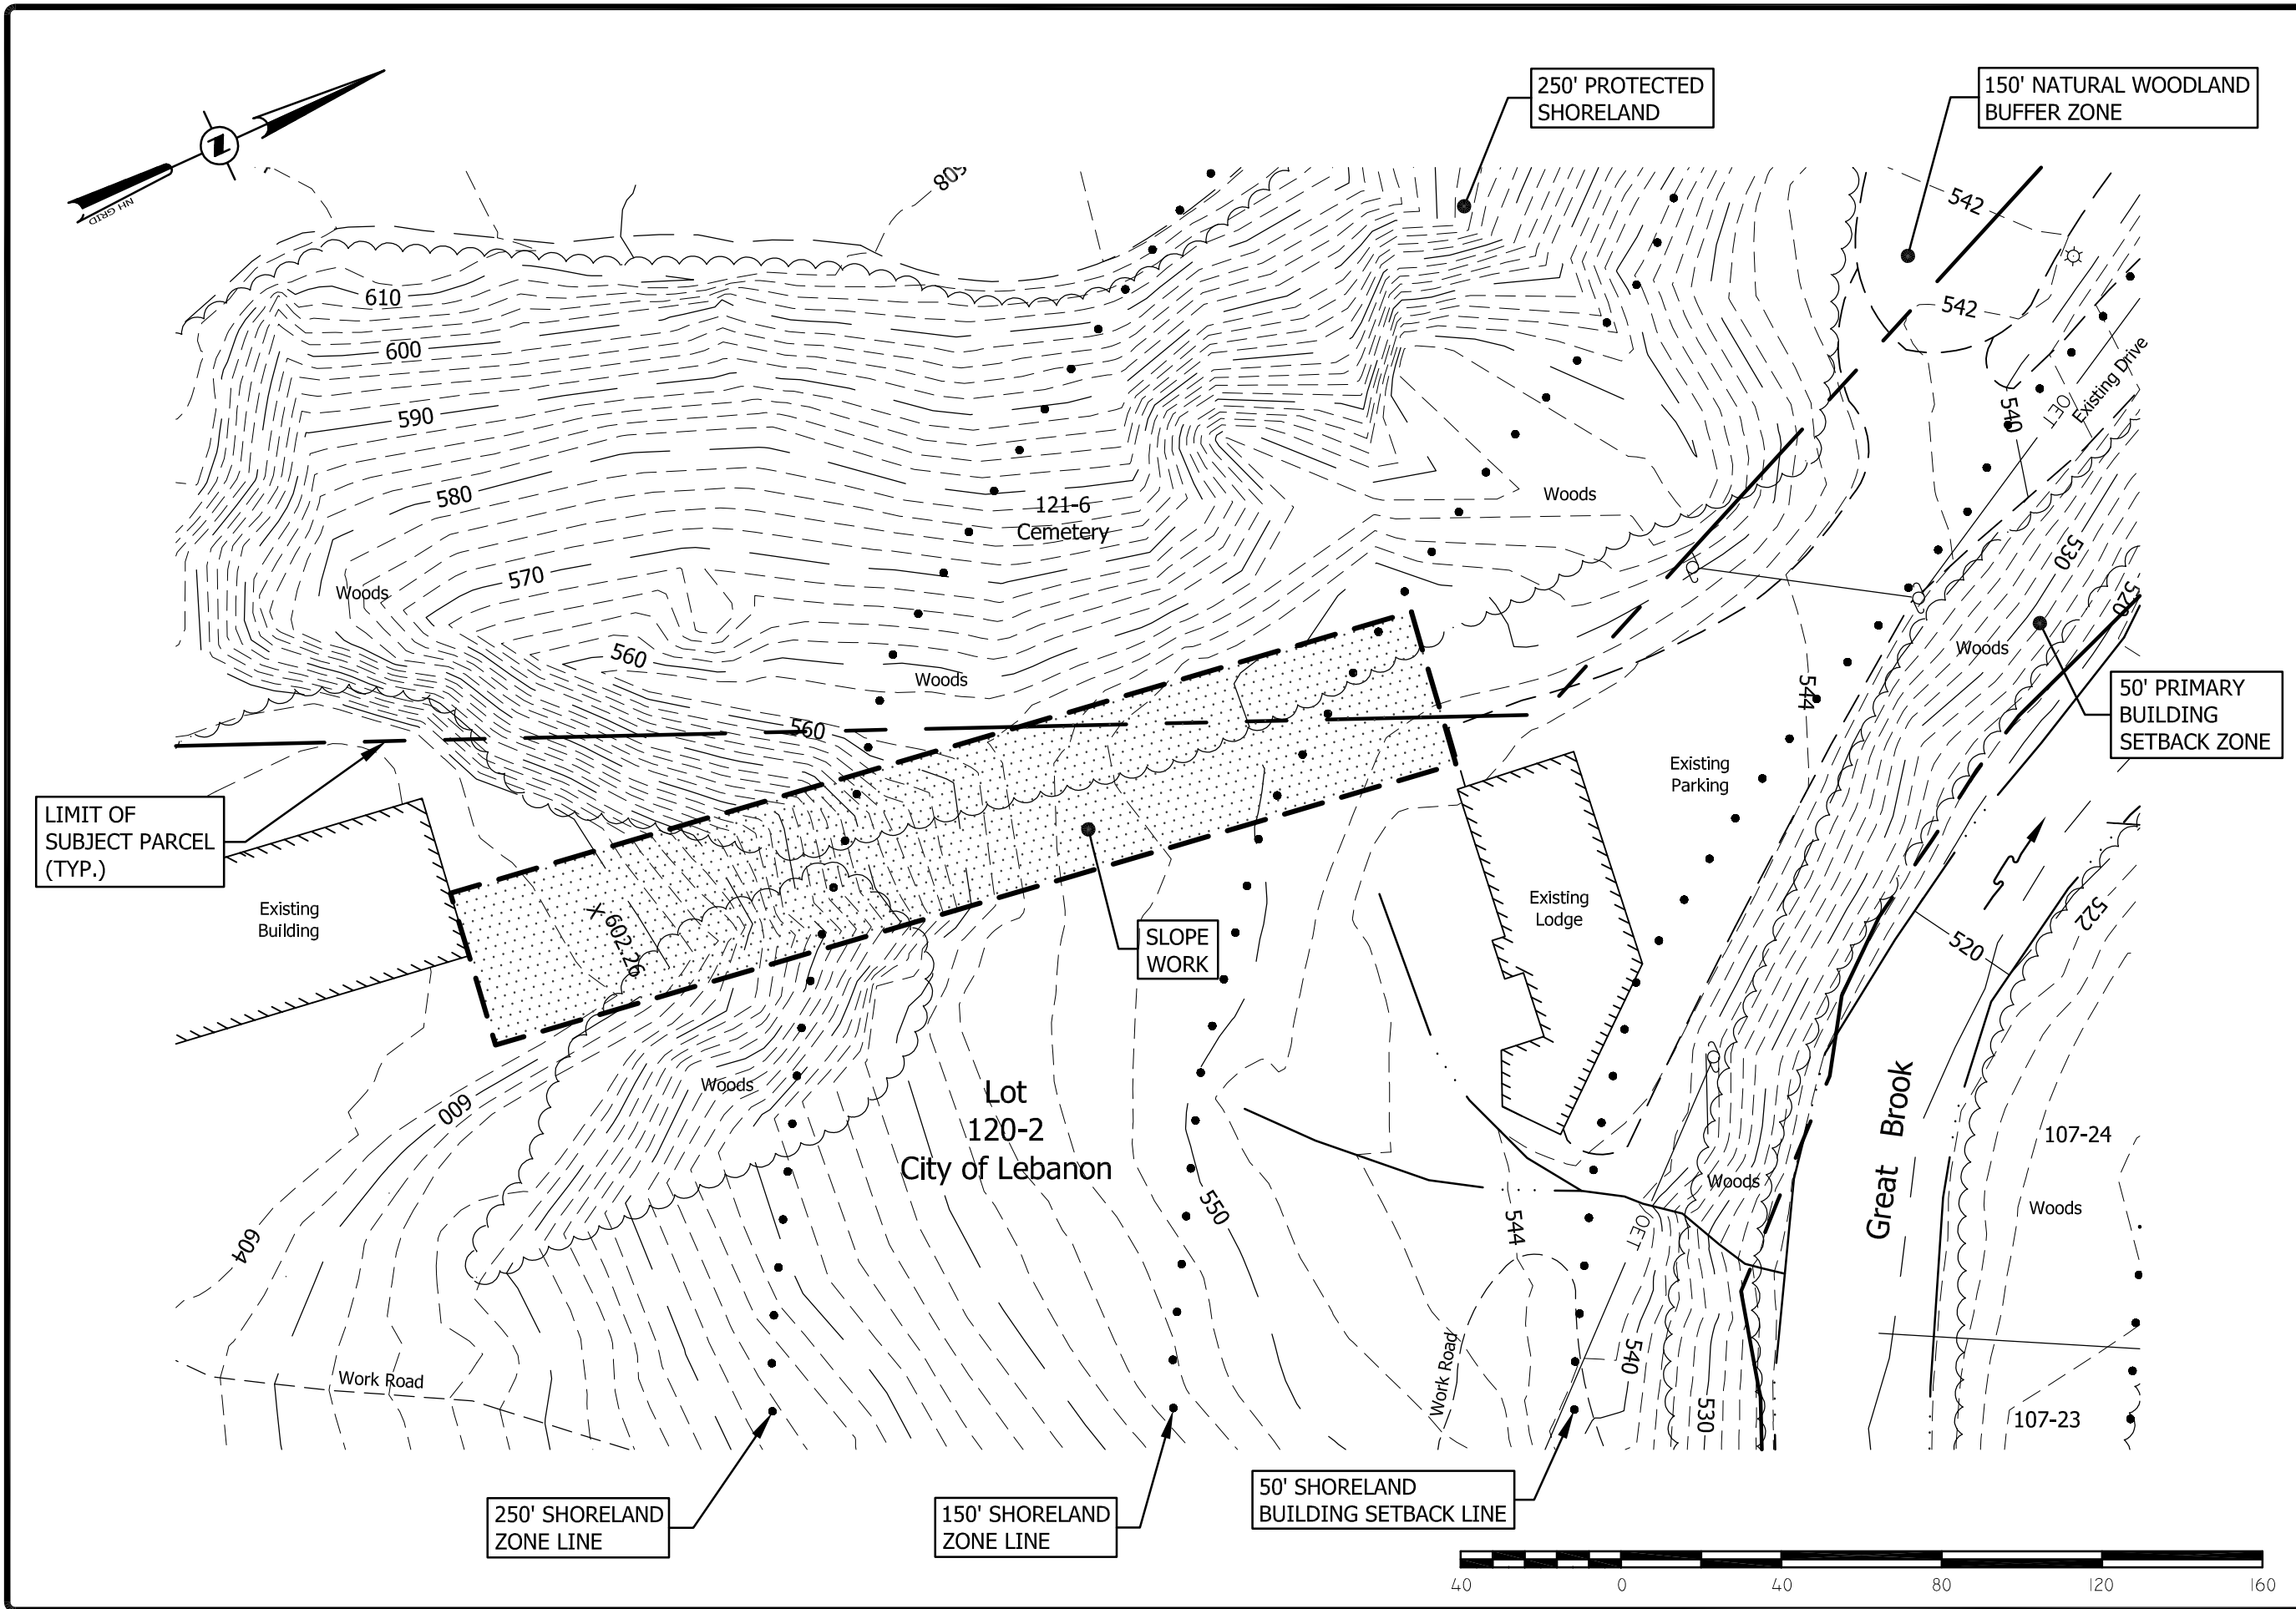 250' PROTECTED
SHORELAND
150' NATURAL WOODLAND
BUFFER ZONE
NH GRID
608
542
610
542
600
Existing Drive
590
540
OET
580
Woods
121-6
Cemetery
530
570
Woods
520
560
Woods
Woods
544
50' PRIMARY
BUILDING
SETBACK ZONE
560
Existing
Parking
LIMIT OF
SUBJECT PARCEL
(TYP.)
Existing
Building
X 602.26
Existing
Lodge
SLOPE
WORK
522
520
Woods
600
Lot
120-2
City of Lebanon
Great Brook
107-24
Woods
Woods
550
544
OET
604
540
Work Road
Work Road
530
107-23
250' SHORELAND
ZONE LINE
150' SHORELAND
ZONE LINE
50' SHORELAND
BUILDING SETBACK LINE
40 0 40 80 120 160